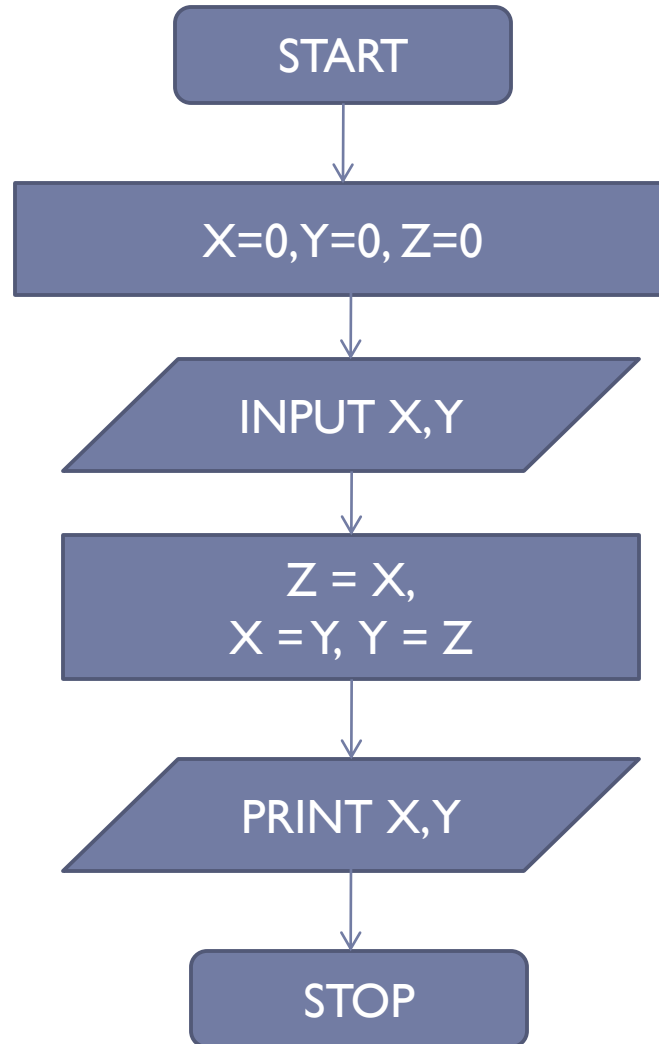 START
X=0, Y=0, Z=0
INPUT X, Y
Z = X,
X = Y, Y = Z
PRINT X, Y
STOP